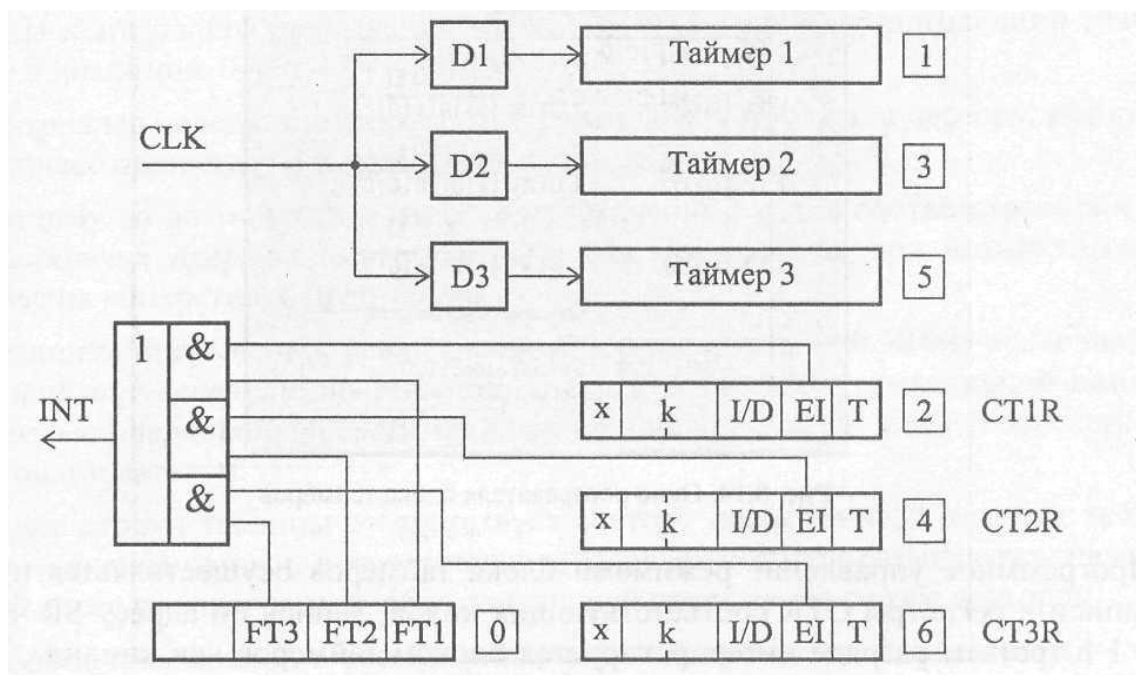 D1 Таймер 1 1
CLK
D2 Таймер 2 3
D3 Таймер 3 5
1 &
INT & x k I/D EI T 2 CT1R
& x k I/D EI T 4 CT2R
FT3 FT2 FT1 0 x k I/D EI T 6 CT3R